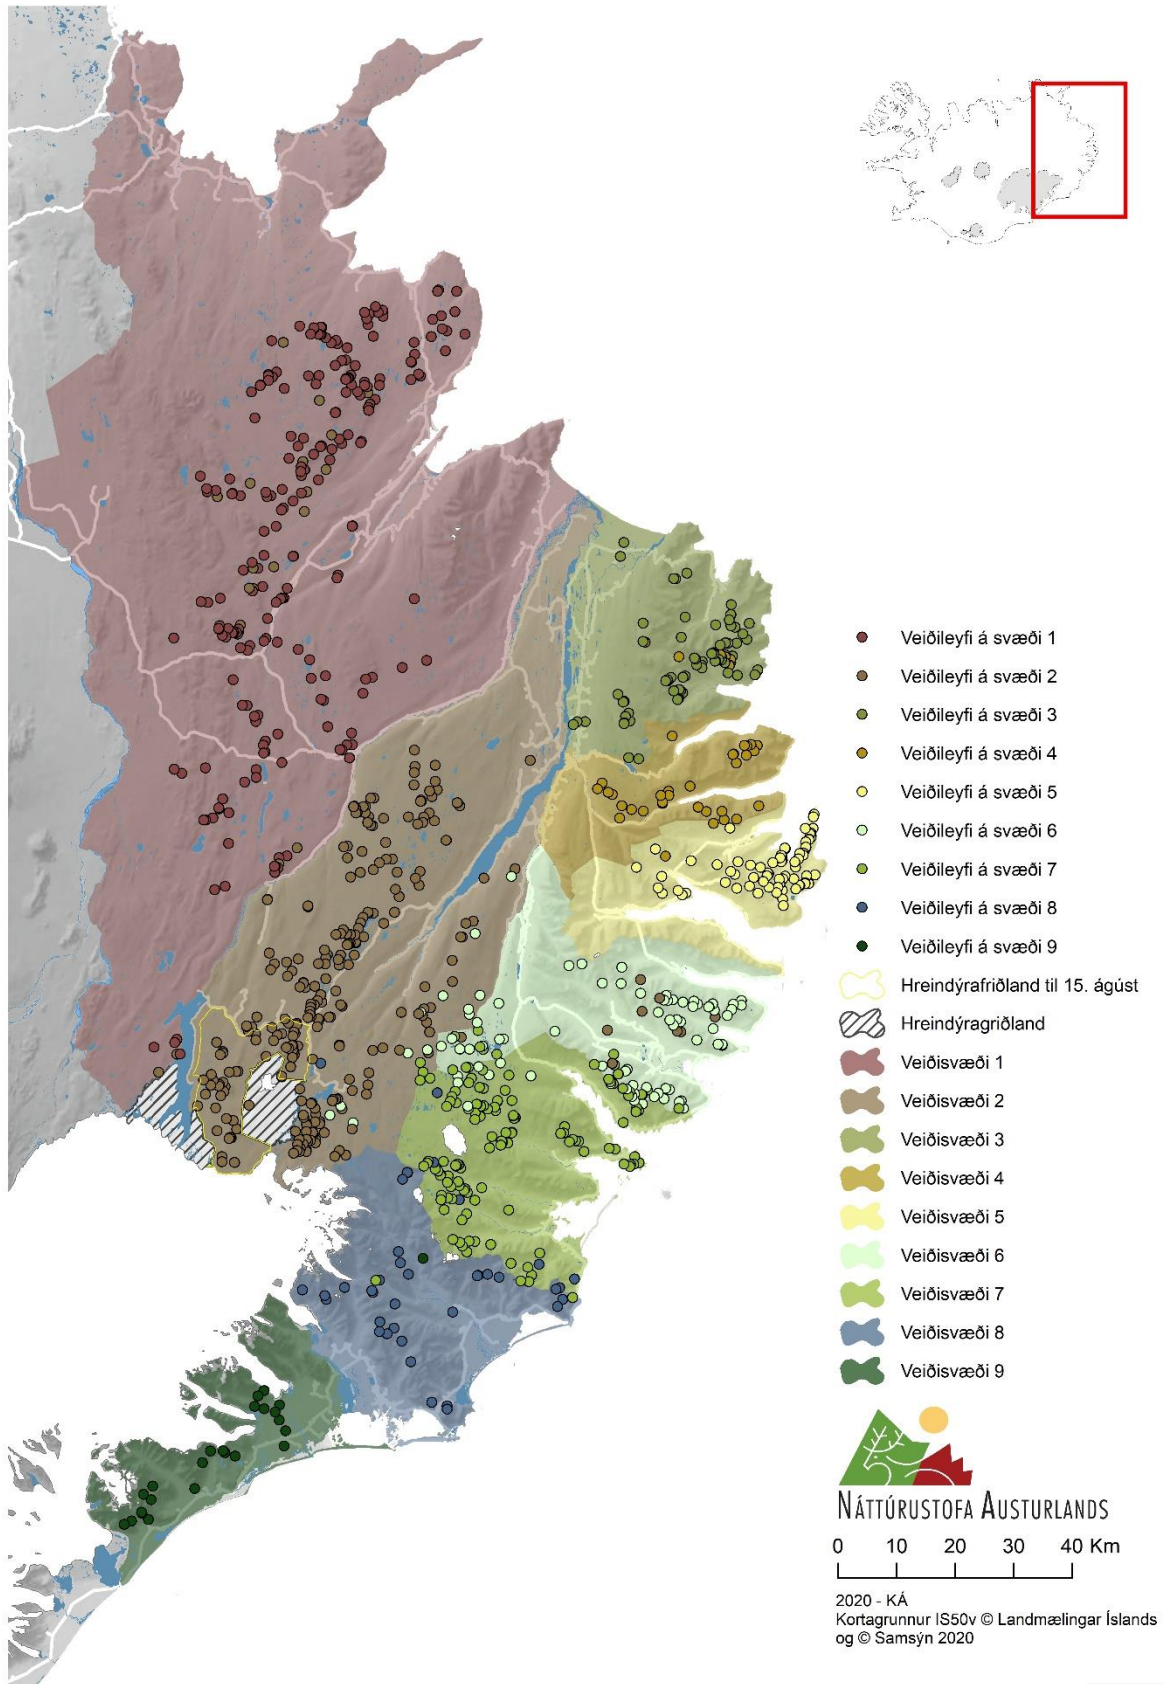 Veiðileyfi á svæði 1
Veiðileyfi á svæði 2
Veiðileyfi á svæði 3
Veiðileyfi á svæði 4
Veiðileyfi á svæði 5
Veiðileyfi á svæði 6
Veiðileyfi á svæði 7
Veiðileyfi á svæði 8
Veiðileyfi á svæði 9
Hreindýrafriðland til 15. ágúst
Hreindýragriðland
Veiðisvæði 1
Veiðisvæði 2
Veiðisvæði 3
Veiðisvæði 4
Veiðisvæði 5
Veiðisvæði 6
Veiðisvæði 7
Veiðisvæði 8
Veiðisvæði 9
NÁTTÚRUSTOFA AUSTURLANDS
0 10 20 30 40 Km
2020 - KÁ
Kortagrunnur IS50v © Landmælingar Íslands
og © Samsýn 2020